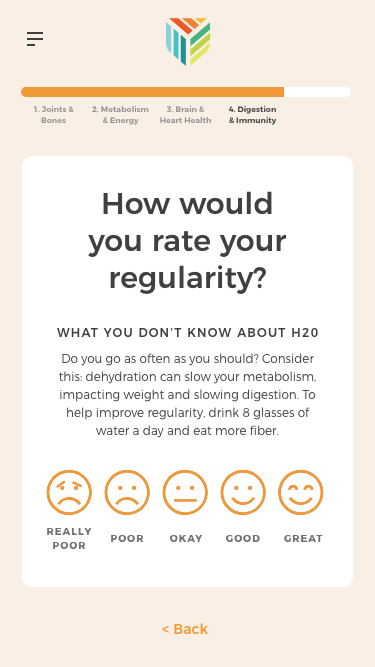 1. Joints &
Bones
2. Metabolism
& Energy
3. Brain &
Heart Health
4. Digestion
& Immunity
How would
you rate your
regularity?
WHAT YOU DON'T KNOW ABOUT H20
Do you go as often as you should? Consider
this: dehydration can slow your metabolism,
impacting weight and slowing digestion. To
help improve regularity, drink 8 glasses of
water a day and eat more fiber.
REALLY
POOR
POOR
OKAY
GOOD
GREAT
< Back